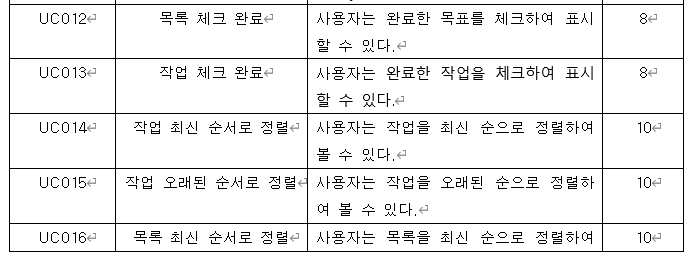 UC012 목록 체크 완료 사용자는 완료한 목표를 체크하여 표시 8
할 수 있다.
UC013 작업 체크 완료 사용자는 완료한 작업을 체크하여 표시 8
할 수 있다.
UC014 작업 최신 순서로 정렬 사용자는 작업을 최신 순으로 정렬하여 10
볼 수 있다.
UC015 작업 오래된 순서로 정렬 사용자는 작업을 오래된 순으로 정렬하 10
여 볼 수 있다.
UC016 목록 최신 순서로 정렬 사용자는 목록을 최신 순으로 정렬하여 10